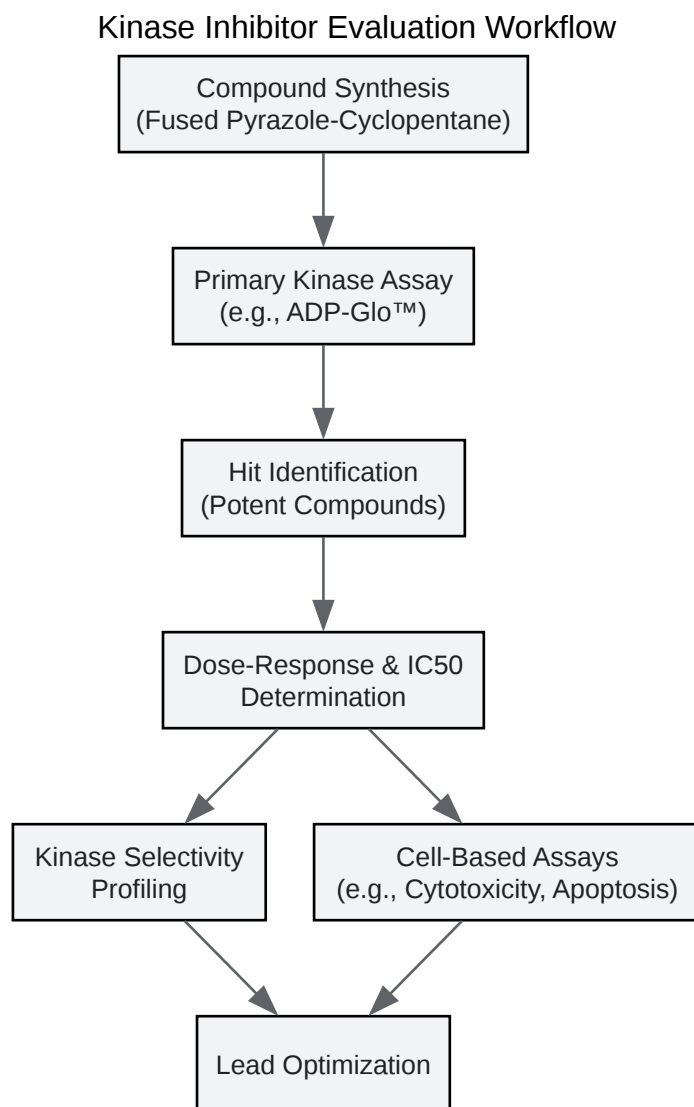 Kinase Inhibitor Evaluation Workflow
Compound Synthesis
(Fused Pyrazole-Cyclopentane)
Primary Kinase Assay
(e.g., ADP-Glo™)
Hit Identification
(Potent Compounds)
Dose-Response & IC50
Determination
Kinase Selectivity
Profiling
Cell-Based Assays
(e.g., Cytotoxicity, Apoptosis)
Lead Optimization